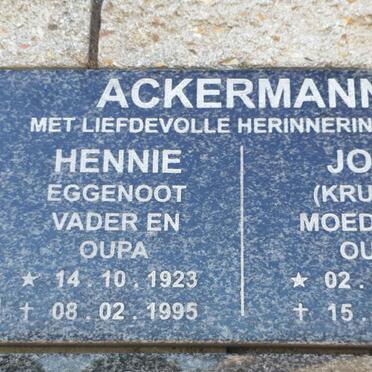 ACKERMANN
MET LIEFDEVOLLE HERINNERIN
HENNIE
EGGENOOT
VADER EN
OUPA
★ 14 . 10 . 1923
✝ 08 . 02 . 1995
JO
(KRU
MOED
OU
★ 02 .
✝ 15 .